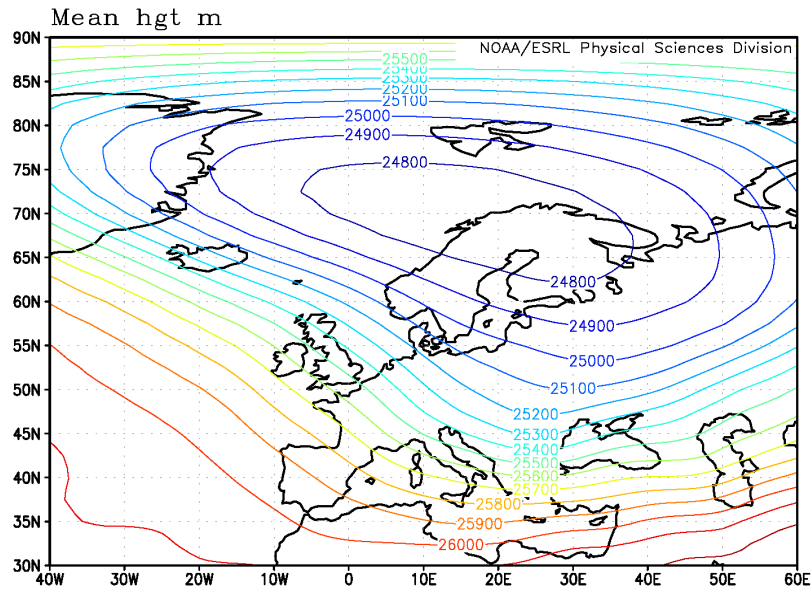 Mean hgt m
NOAA/ESRL Physical Sciences Division
90N
85N
80N
75N
70N
65N
60N
55N
50N
45N
40N
35N
30N
25500
25400
25300
25200
25100
25000
24900
24800
24800
24900
25000
25100
25200
25300
25400
25500
25600
25700
25800
25900
26000
40W 30W 20W 10W 0 10E 20E 30E 40E 50E 60E